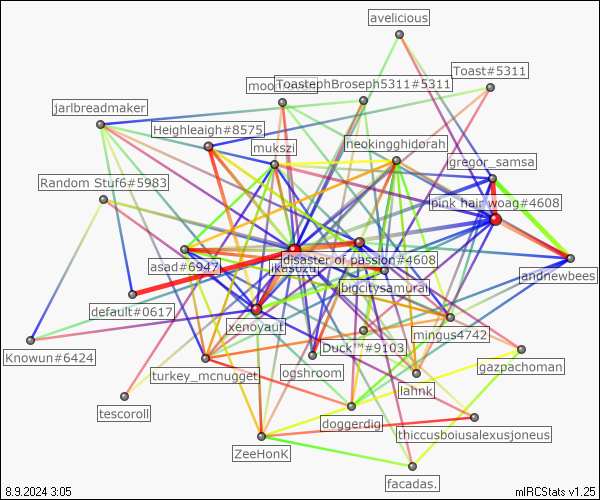 avelicious
Toast#5311
ToastephBroseph5311#5311
jarlbreadmaker
Heighleaigh#8575
neokingghidorah
mukszi
gregor_samsa
Random Stuf6#5983
pink hair woag#4608
disaster of passion#4608
asad#6947
ikasuzu
andnewbees
bigcitysamurai
default#0617
xenoyaut
mingus4742
Duck™#9103
Knowun#6424
turkey_mcnugget
ogshroom
gazpachoman
lahnk
tescoroll
doggerdig
thiccusboiusalexusjoneus
ZeeHonK
facadas.
8.9.2024 3:05
mIRCStats v1.25